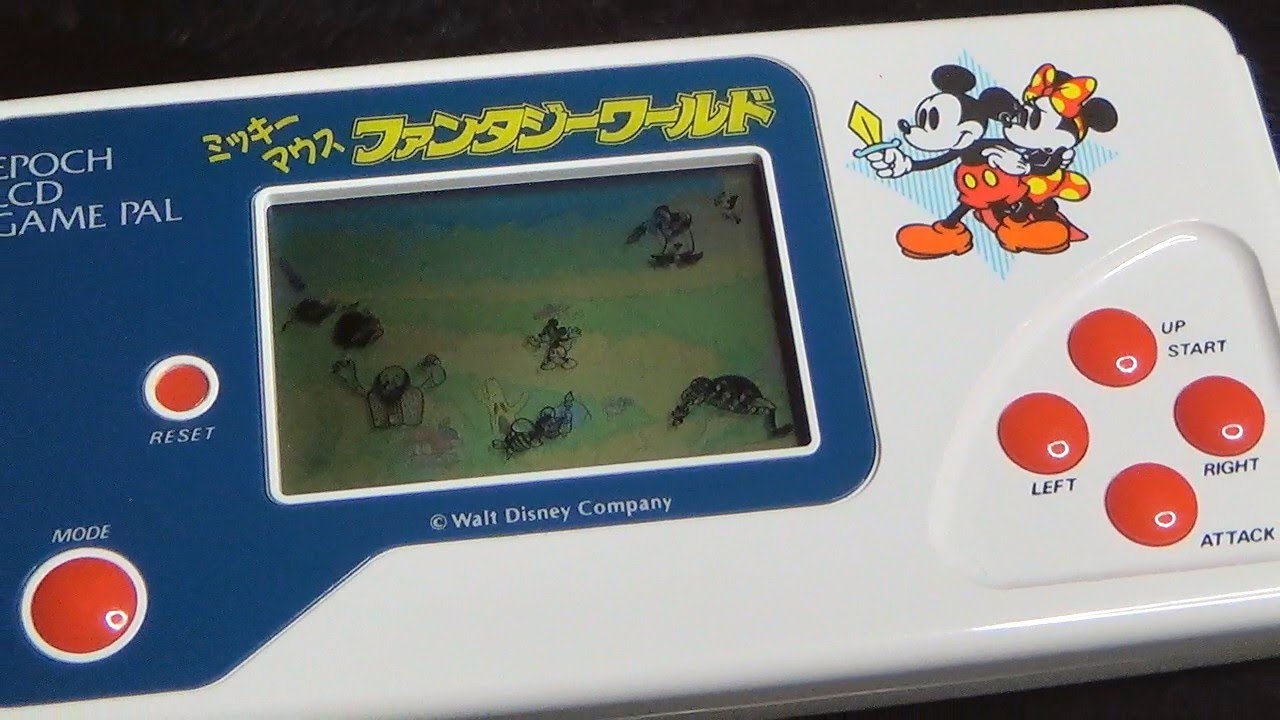 ミッキー
マウス ファンタジーワールド
EPOCH
LCD
GAME PAL
RESET
MODE
© Walt Disney Company
UP
START
LEFT
RIGHT
ATTACK